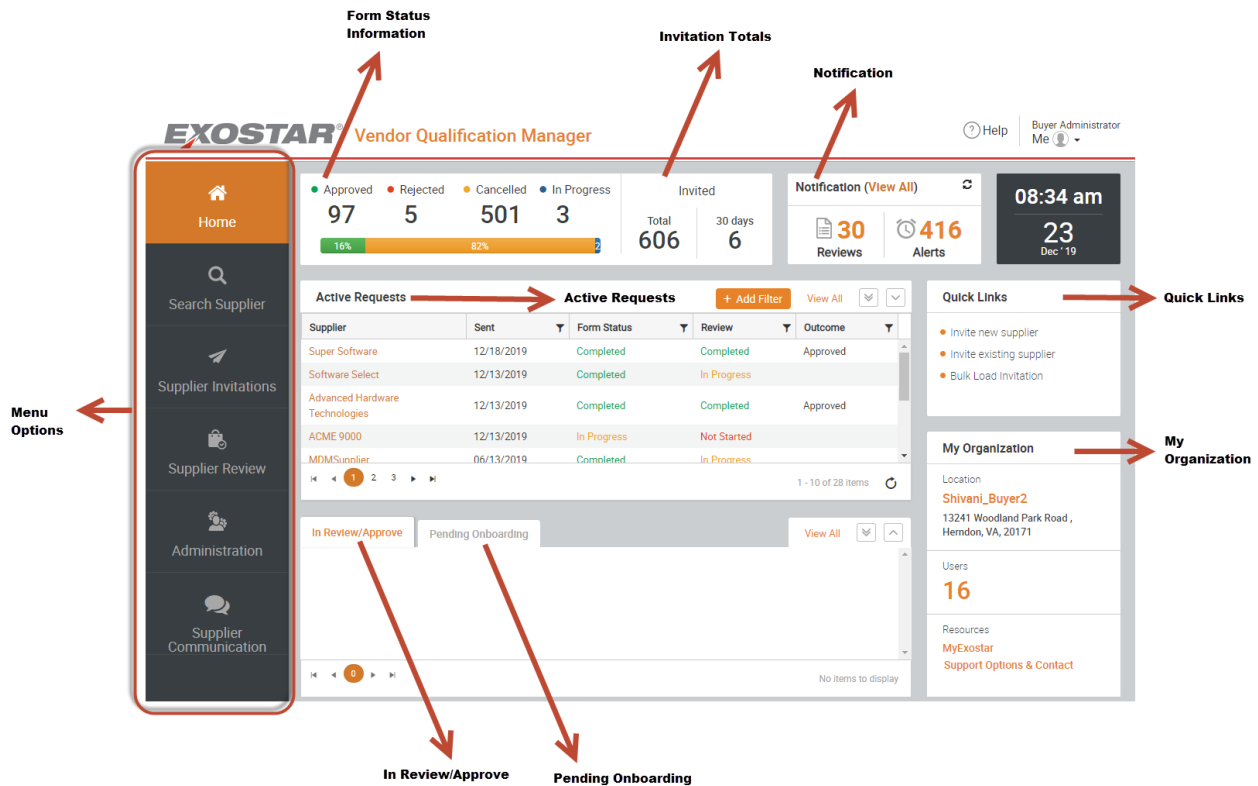 Form Status
Information
Invitation Totals
Notification
EXOSTAR® Vendor Qualification Manager
? Help
Buyer Administrator
Me
Home
Search Supplier
Supplier Invitations
Supplier Review
Administration
Supplier
Communication
Menu
Options
Approved Rejected Cancelled In Progress
97 5 501 3
16% 82% 2
Invited
Total 30 days
606 6
Notification (View All)
30 416
Reviews Alerts
08:34 am
23
Dec ' 19
Active Requests
Active Requests
+ Add Filter
View All
Supplier Sent Form Status Review Outcome
Super Software 12/18/2019 Completed Completed Approved
Software Select 12/13/2019 Completed In Progress
Advanced Hardware
Technologies 12/13/2019 Completed Completed Approved
ACME 9000 12/13/2019 In Progress Not Started
MDMSupplier 06/13/2019 Completed In Progress
1 2 3
1 - 10 of 28 items
Quick LInks
Quick Links
Invite new supplier
Invite existing supplier
Bulk Load Invitation
My Organization
My
Organization
Location
Shivani_Buyer2
13241 Woodland Park Road ,
Herndon, VA, 20171
Users
16
Resources
MyExostar
Support Options & Contact
In Review/Approve Pending Onboarding View All
0
No items to display
In Review/Approve
Pending Onboarding